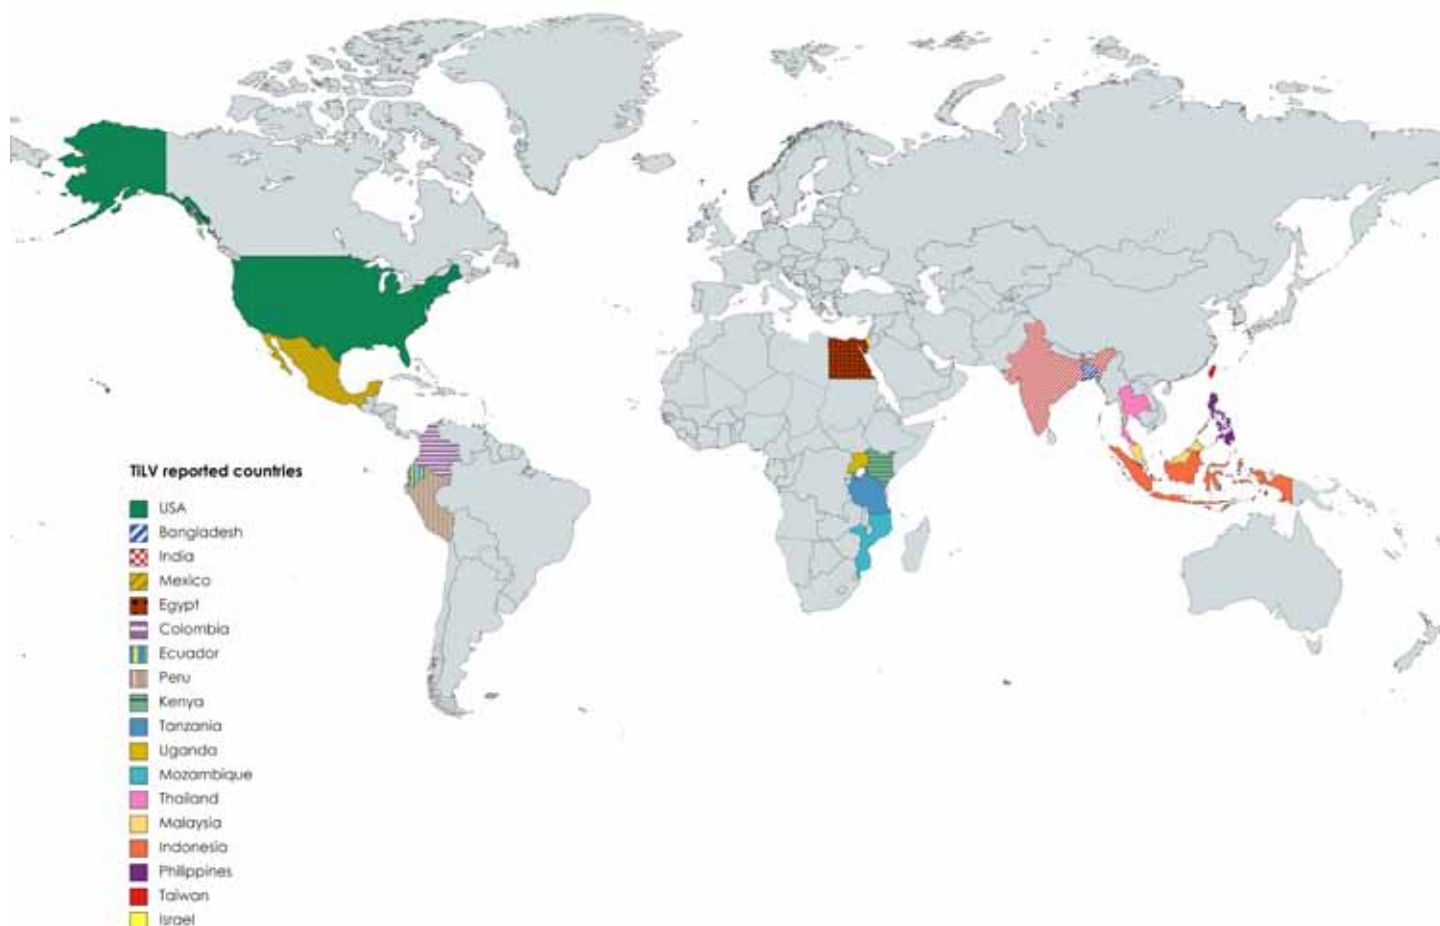 TiLV reported countries
USA
Bangladesh
India
Mexico
Egypt
Colombia
Ecuador
Peru
Kenya
Tanzania
Uganda
Mozambique
Thailand
Malaysia
Indonesia
Philippines
Taiwan
Israel